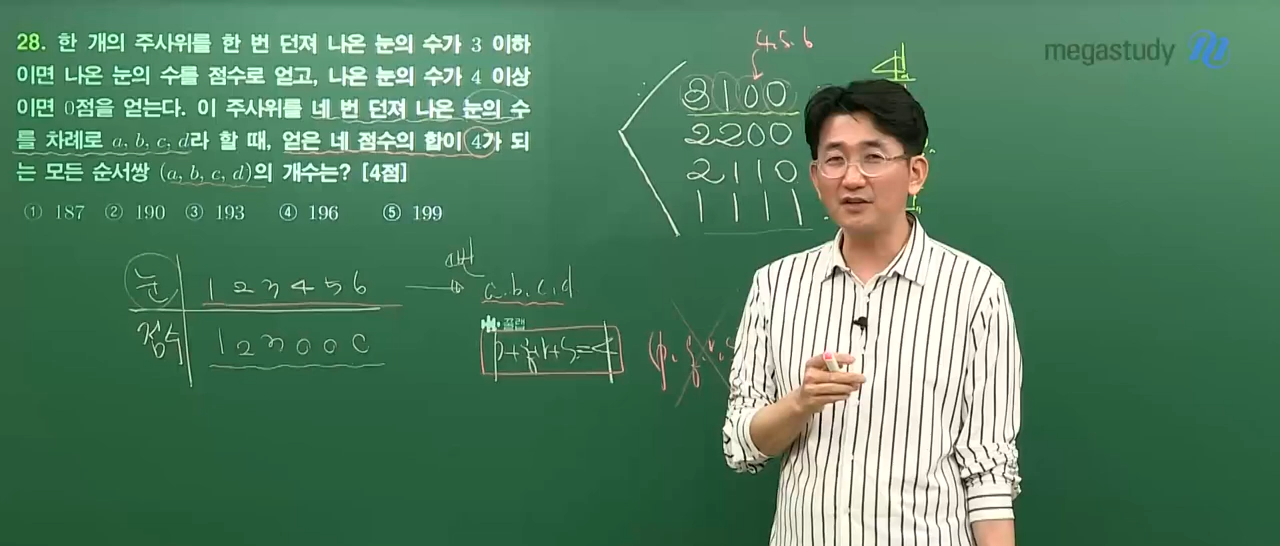 28. 한 개의 주사위를 한 번 던져 나온 눈의 수가 3 이하
이면 나온 눈의 수를 점수로 얻고, 나온 눈의 수가 4 이상
이면 0점을 얻는다. 이 주사위를 네 번 던져 나온 눈의 수
를 차례로 a, b, c, d라 할 때, 얻은 네 점수의 합이 4가 되
는 모든 순서쌍 (a, b, c, d)의 개수는? [4점]
① 187 ② 190 ③ 193 ④ 196 ⑤ 199
눈 1 2 3 4 5 6
4번
a, b, c, d
점수 1 2 3 0 0 0
풀랩
p+q+r+s=4
(p, q, r, s
4, 5, 6
3100
2200
2110
1111
4!
megastudy